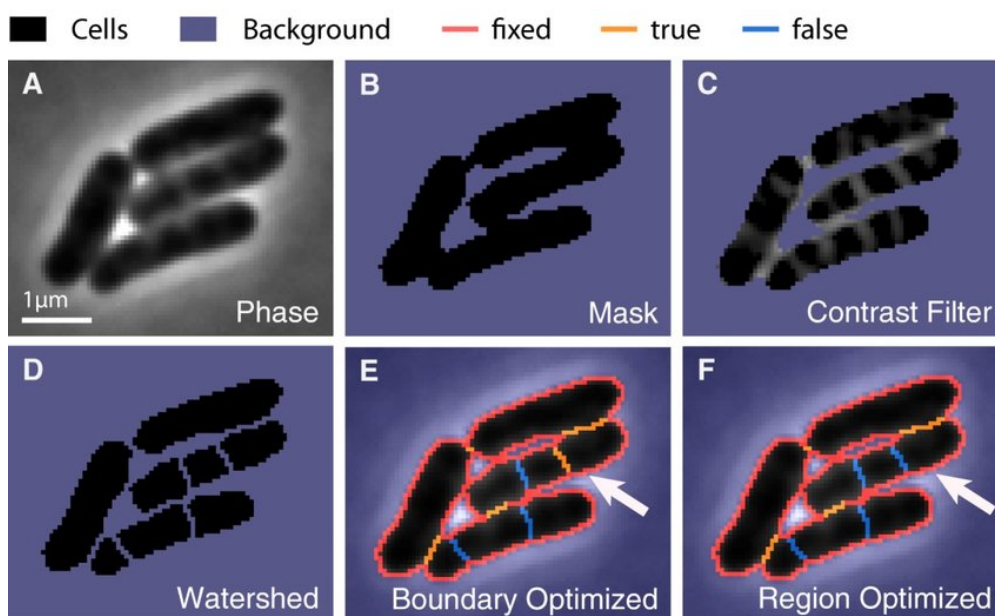 Cells Background fixed true false
A
1µm
Phase
B
Mask
C
Contrast Filter
D
Watershed
E
Boundary Optimized
F
Region Optimized